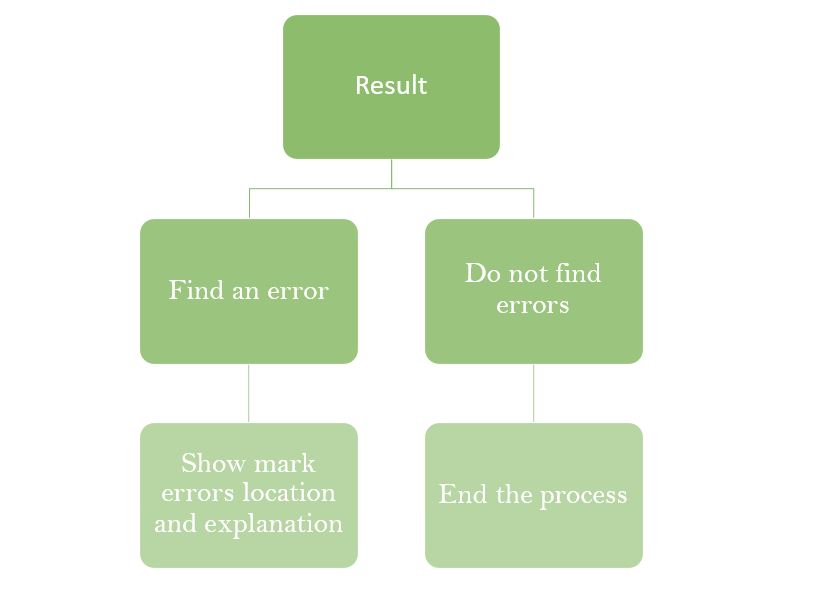 Result
Find an error
Do not find
errors
Show mark
errors location
and explanation
End the process